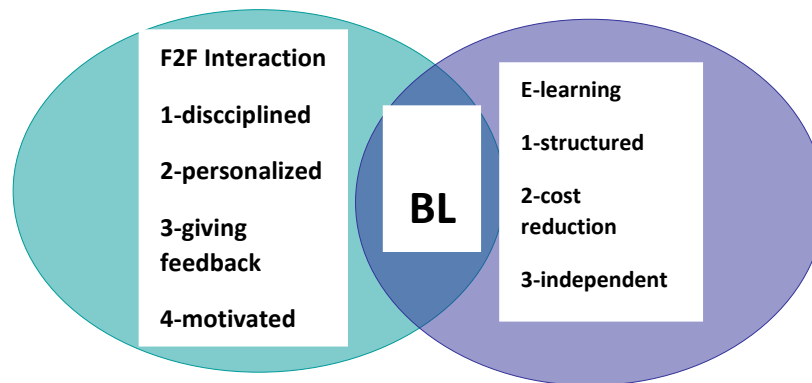 F2F Interaction
1-discciplined
2-personalized
3-giving
feedback
4-motivated
BL
E-learning
1-structured
2-cost
reduction
3-independent